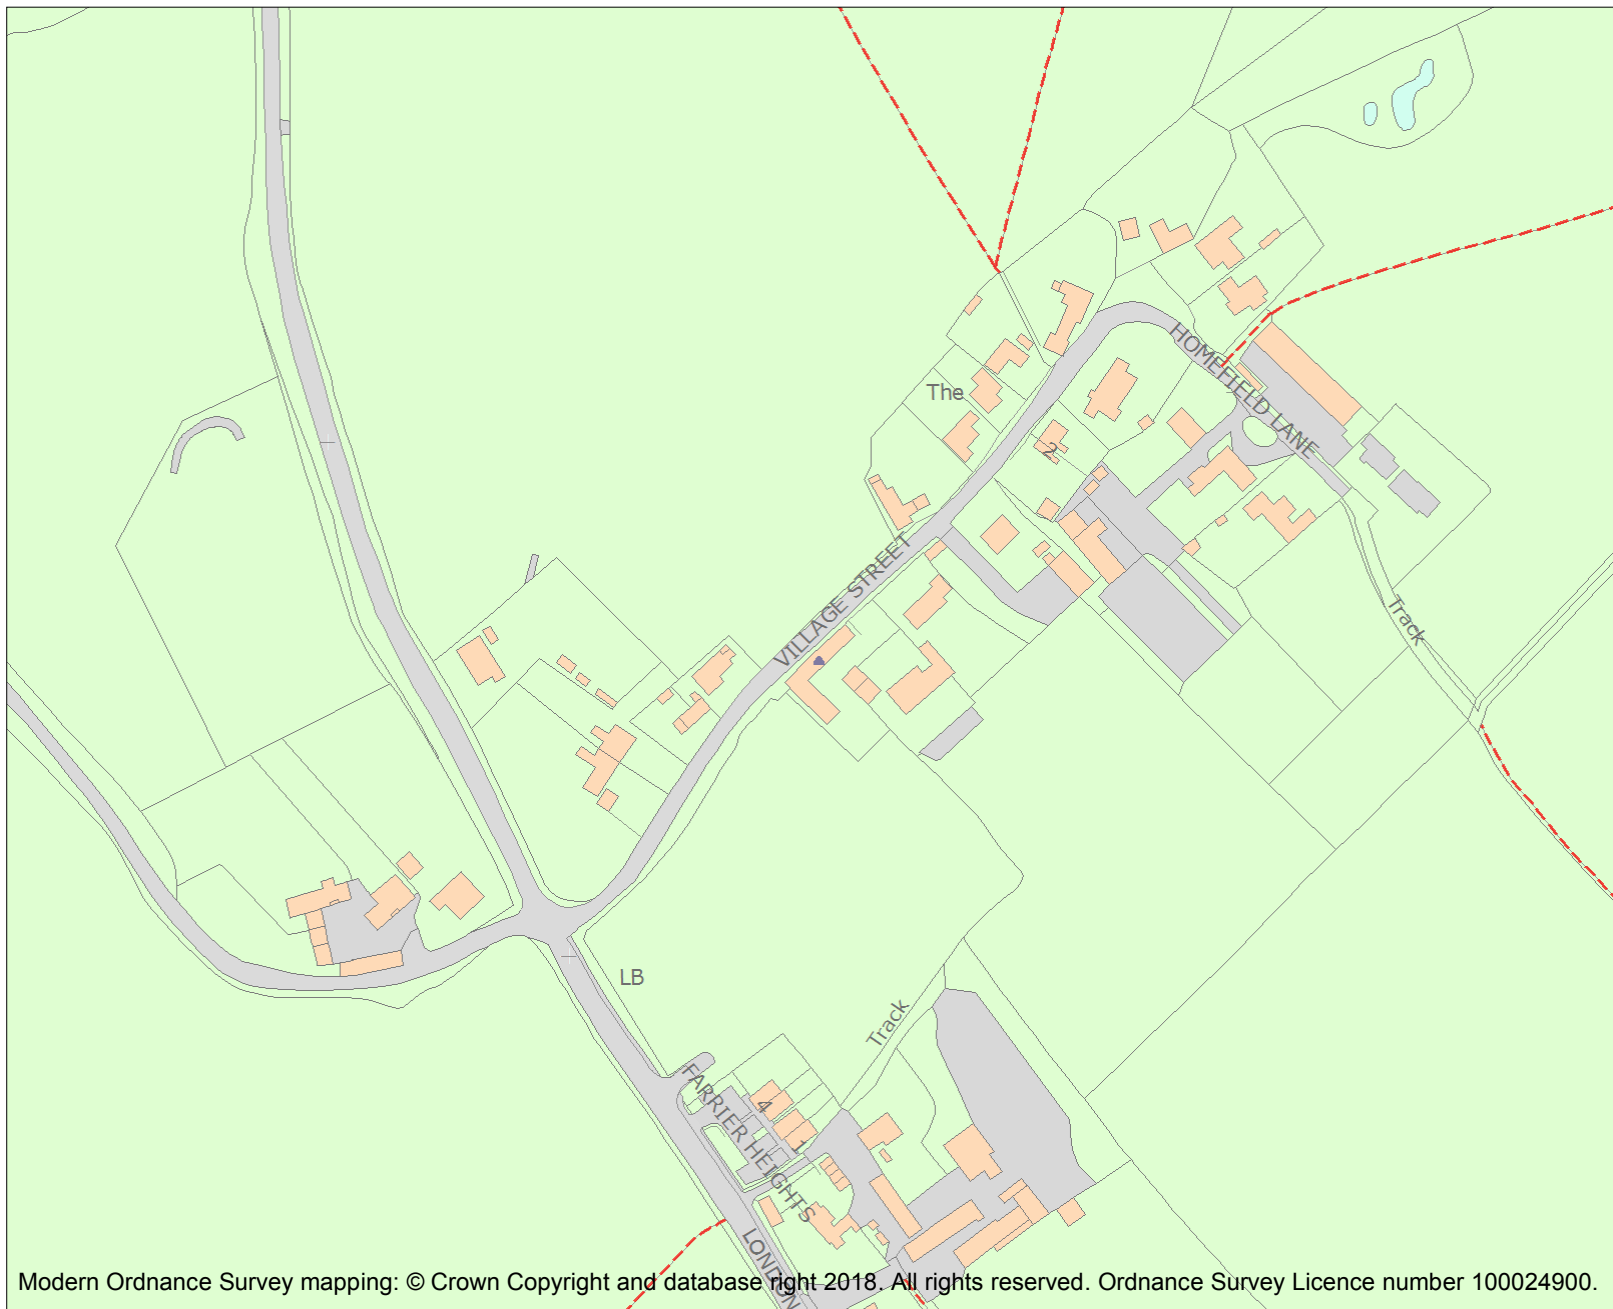 HOMEFIELD LANE
The
2
VILLAGE STREET
Track
LB
Track
FARRIER HEIGHTS
4
1
LONDON
Modern Ordnance Survey mapping: © Crown Copyright and database right 2018. All rights reserved. Ordnance Survey Licence number 100024900.